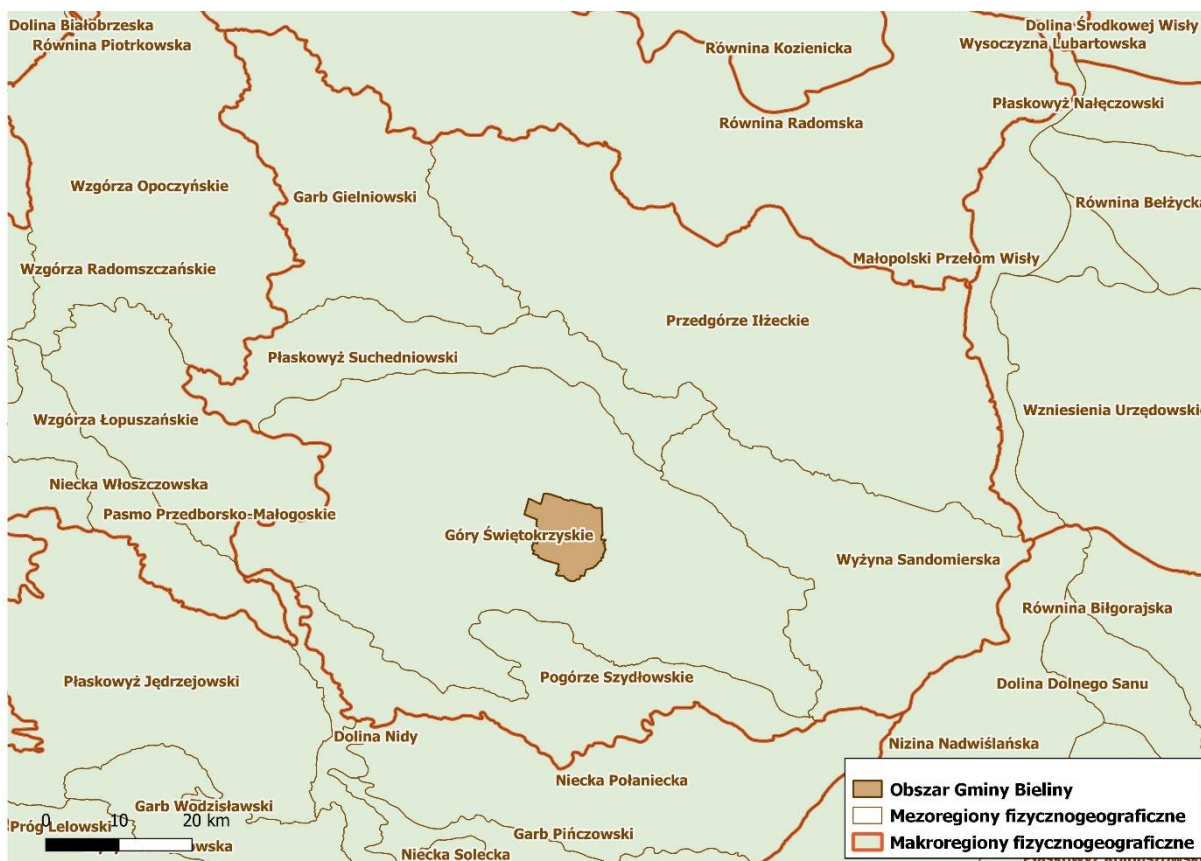 Dolina Białobrzeska
Dolina Środkowej Wisły
Równina Piotrkowska
Równina Kozienicka
Wysoczyzna Lubartowska
Płaskowyż Nałęczowski
Równina Radomska
Wzgórza Opoczyńskie
Garb Gielniowski
Równina Bełżycka
Małopolski Przełom Wisły
Wzgórza Radomszczańskie
Przedgórze Iłżeckie
Płaskowyż Suchedniowski
Wzgórza Łopuszańskie
Wzniesienia Urzędowskie
Niecka Włoszczowska
Pasmo Przedborsko-Małogoskie
Góry Świętokrzyskie
Wyżyna Sandomierska
Równina Biłgorajska
Płaskowyż Jędrzejowski
Pogórze Szydłowskie
Dolina Dolnego Sanu
Dolina Nidy
Nizina Nadwiślańska
Niecka Połaniecka
Garb Wodzisławski
0 10 20 km
Próg Lelowski
Garb Pińczowski
Niecka Solecka
Obszar Gminy Bieliny
Mezoregiony fizycznogeograficzne
Makroregiony fizycznogeograficzne